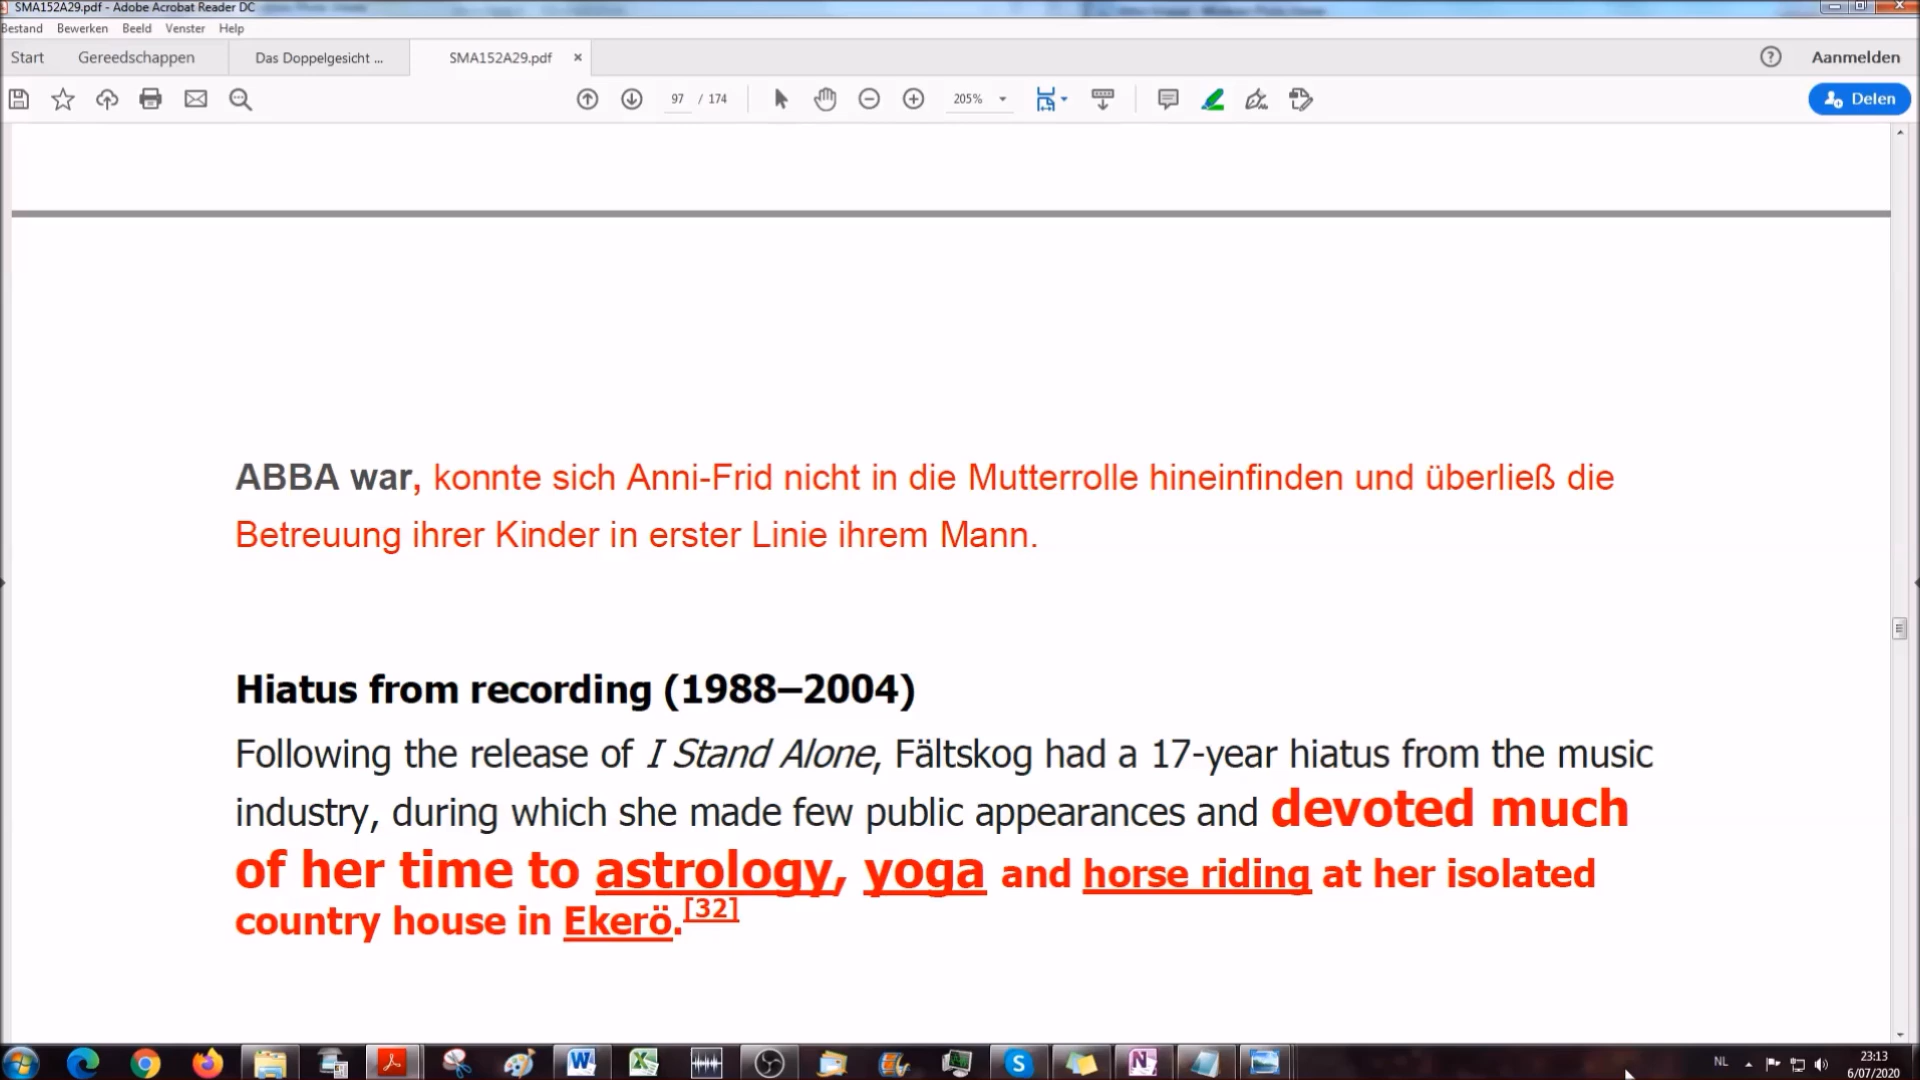 SMA152A29.pdf - Adobe Acrobat Reader DC
Bestand Bewerken Beeld Venster Help
Start Gereedschappen Das Doppelgesicht ... SMA152A29.pdf × Aanmelden
97 / 174 205% Delen
ABBA war, konnte sich Anni-Frid nicht in die Mutterrolle hineinfinden und überließ die
Betreuung ihrer Kinder in erster Linie ihrem Mann.
Hiatus from recording (1988–2004)
Following the release of I Stand Alone, Fältskog had a 17-year hiatus from the music
industry, during which she made few public appearances and devoted much
of her time to astrology, yoga and horse riding at her isolated
country house in Ekerö.[32]
NL 23:13
6/07/2020